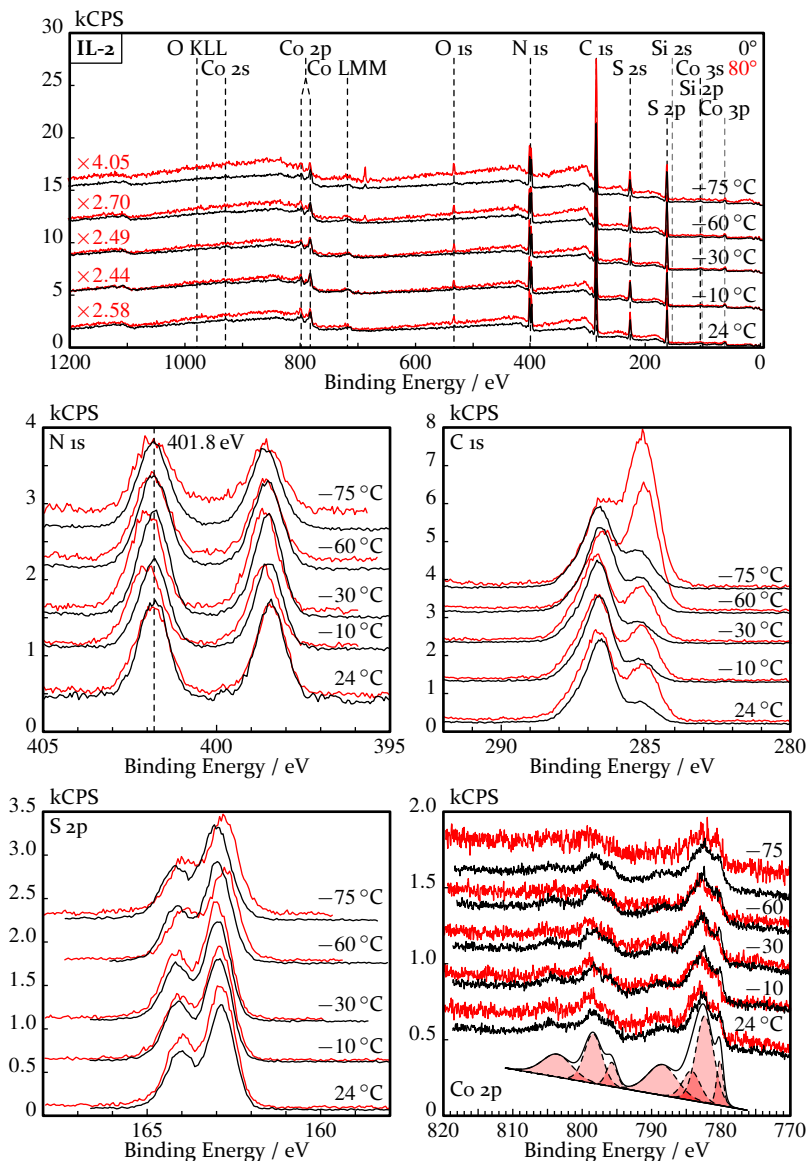 kCPS
30
25
20
15
10
5
0
IL-2
O KLL
Co 2s
Co 2p
Co LMM
O 1s
N 1s
C 1s
S 2s
Si 2s
S 2p
Co 3s
Si 2p
Co 3p
0°
80°
×4.05
×2.70
×2.49
×2.44
×2.58
−75 °C
−60 °C
−30 °C
−10 °C
24 °C
1200 1000 800 600 400 200 0
Binding Energy / eV
kCPS
4
3
2
1
0
N 1s
401.8 eV
−75 °C
−60 °C
−30 °C
−10 °C
24 °C
405 400 395
Binding Energy / eV
kCPS
8
7
6
5
4
3
2
1
0
C 1s
−75 °C
−60 °C
−30 °C
−10 °C
24 °C
290 285 280
Binding Energy / eV
kCPS
3.5
3.0
2.5
2.0
1.5
1.0
0.5
0
S 2p
−75 °C
−60 °C
−30 °C
−10 °C
24 °C
165 160
Binding Energy / eV
kCPS
2.0
1.5
1.0
0.5
0
−75
−60
−30
−10
24 °C
Co 2p
820 810 800 790 780 770
Binding Energy / eV